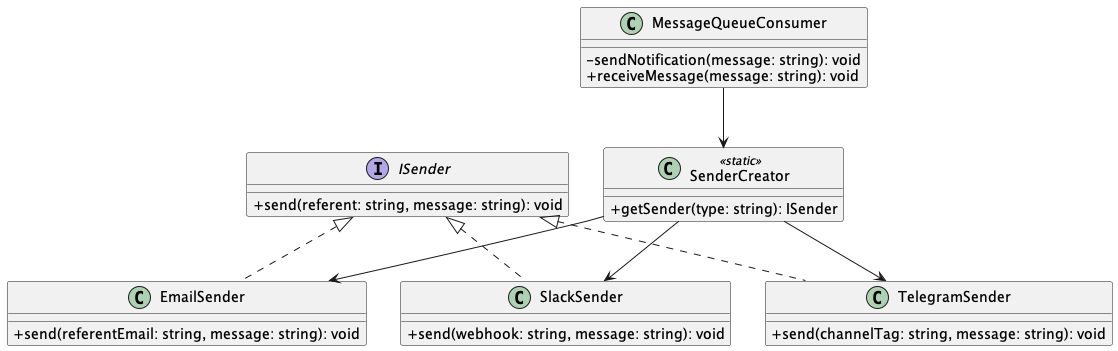 C MessageQueueConsumer
-sendNotification(message: string): void
+receiveMessage(message: string): void
I ISender
+send(referent: string, message: string): void
C «static»
SenderCreator
+getSender(type: string): ISender
C EmailSender
+send(referentEmail: string, message: string): void
C SlackSender
+send(webhook: string, message: string): void
C TelegramSender
+send(channelTag: string, message: string): void